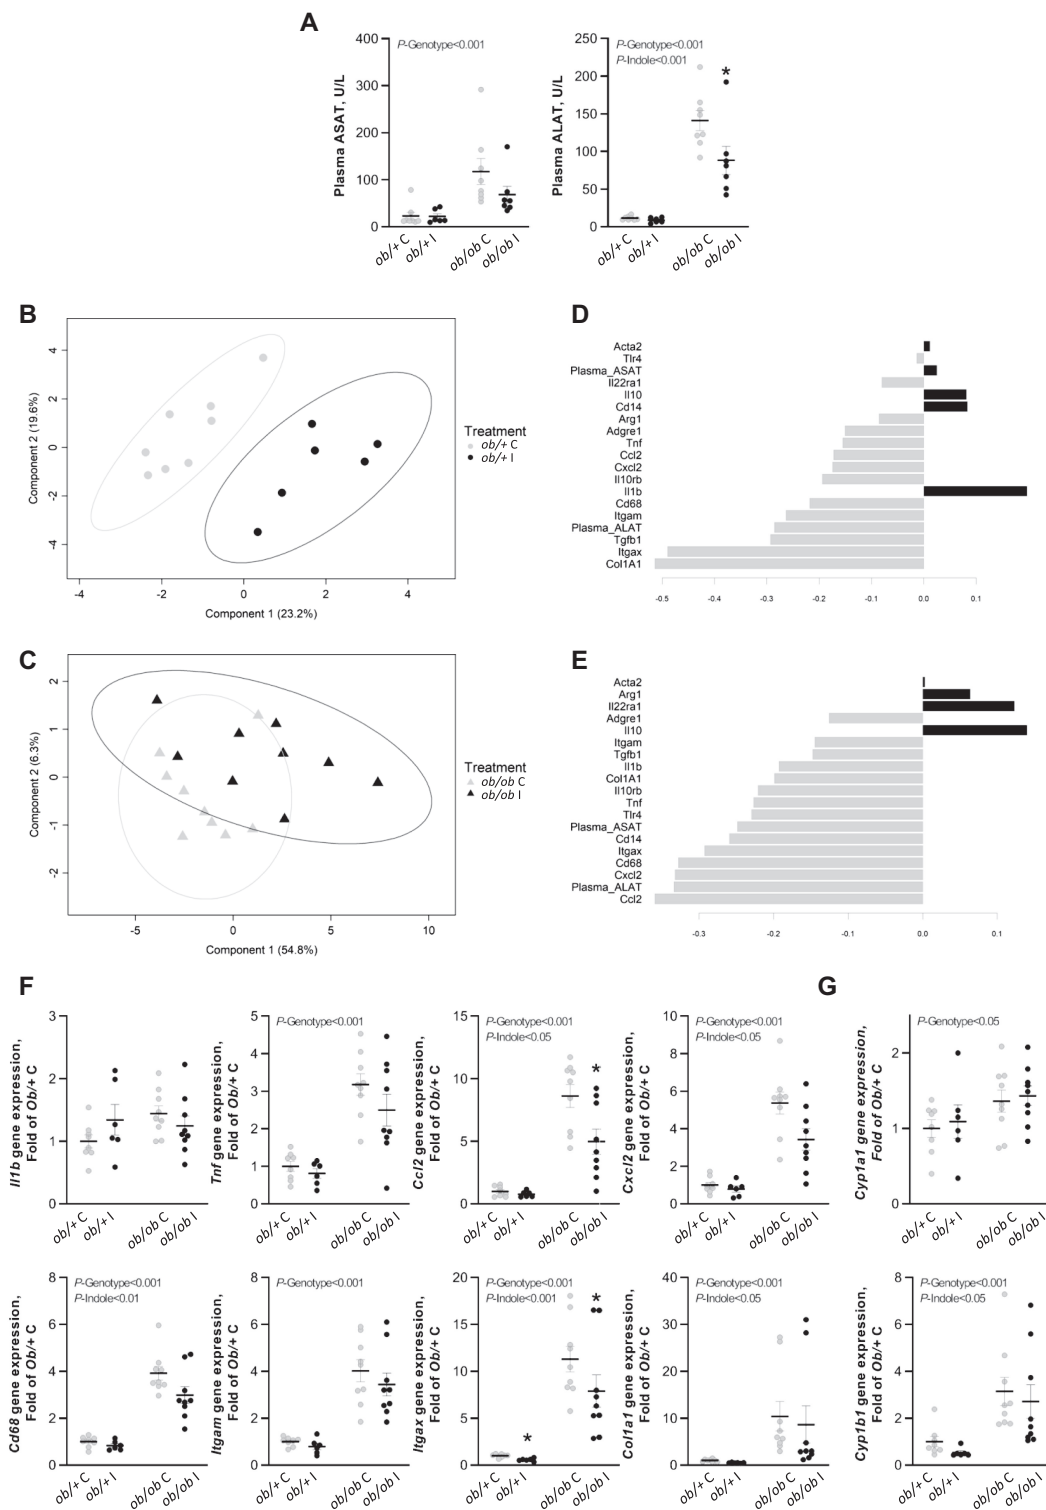 A
400
300
200
100
0
Plasma ASAT, U/L
P-Genotype<0.001
ob/+ C
ob/+ I
ob/ob C
ob/ob I
250
200
150
100
50
0
Plasma ALAT, U/L
P-Genotype<0.001
P-Indole<0.001
*
ob/+ C
ob/+ I
ob/ob C
ob/ob I
B
4
2
0
-2
-4
Component 2 (19.6%)
-4 -2 0 2 4
Component 1 (23.2%)
Treatment
ob/+ C
ob/+ I
D
Acta2
Tlr4
Plasma_ASAT
Il22ra1
Il10
Cd14
Arg1
Adgre1
Tnf
Ccl2
Cxcl2
Il10rb
Il1b
Cd68
Itgam
Plasma_ALAT
Tgfb1
Itgax
Col1A1
-0.5 -0.4 -0.3 -0.2 -0.1 0.0 0.1
C
2
1
0
-1
-2
Component 2 (6.3%)
-5 0 5 10
Component 1 (54.8%)
Treatment
ob/ob C
ob/ob I
E
Acta2
Arg1
Il22ra1
Adgre1
Il10
Itgam
Tgfb1
Il1b
Col1A1
Il10rb
Tnf
Tlr4
Plasma_ASAT
Cd14
Itgax
Cd68
Cxcl2
Plasma_ALAT
Ccl2
-0.3 -0.2 -0.1 0.0 0.1
F
3
2
1
0
Il1b gene expression,
Fold of Ob/+ C
ob/+ C
ob/+ I
ob/ob C
ob/ob I
5
4
3
2
1
0
Tnf gene expression,
Fold of Ob/+ C
P-Genotype<0.001
ob/+ C
ob/+ I
ob/ob C
ob/ob I
15
10
5
0
Ccl2 gene expression,
Fold of Ob/+ C
P-Genotype<0.001
P-Indole<0.05
*
ob/+ C
ob/+ I
ob/ob C
ob/ob I
10
8
6
4
2
0
Cxcl2 gene expression,
Fold of Ob/+ C
P-Genotype<0.001
P-Indole<0.05
ob/+ C
ob/+ I
ob/ob C
ob/ob I
G
2
1
0
Cyp1a1 gene expression,
Fold of Ob/+ C
P-Genotype<0.05
ob/+ C
ob/+ I
ob/ob C
ob/ob I
8
6
4
2
0
Cd68 gene expression,
Fold of Ob/+ C
P-Genotype<0.001
P-Indole<0.01
ob/+ C
ob/+ I
ob/ob C
ob/ob I
8
6
4
2
0
Itgam gene expression,
Fold of Ob/+ C
P-Genotype<0.001
ob/+ C
ob/+ I
ob/ob C
ob/ob I
20
15
10
5
0
Itgax gene expression,
Fold of Ob/+ C
P-Genotype<0.001
P-Indole<0.001
*
*
ob/+ C
ob/+ I
ob/ob C
ob/ob I
40
30
20
10
0
Col1a1 gene expression,
Fold of Ob/+ C
P-Genotype<0.001
P-Indole<0.05
ob/+ C
ob/+ I
ob/ob C
ob/ob I
8
6
4
2
0
Cyp1b1 gene expression,
Fold of Ob/+ C
P-Genotype<0.001
P-Indole<0.05
ob/+ C
ob/+ I
ob/ob C
ob/ob I